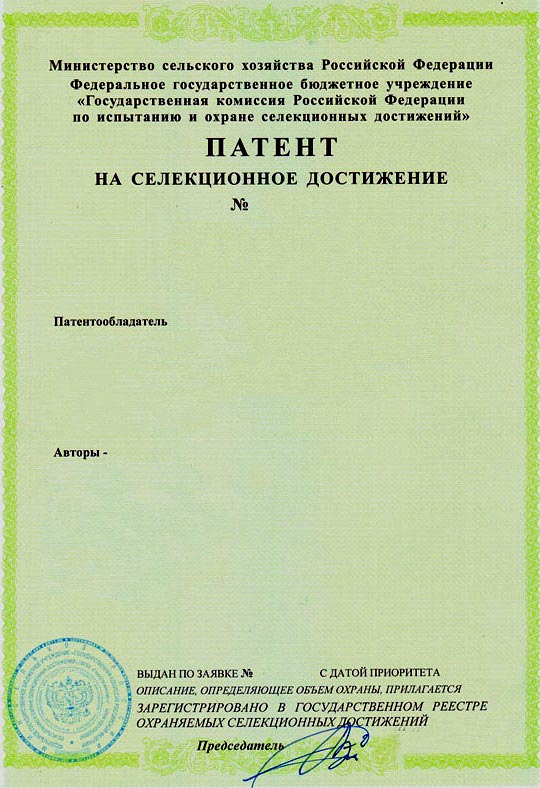 Министерство сельского хозяйства Российской Федерации
Федеральное государственное бюджетное учреждение
«Государственная комиссия Российской Федерации
по испытанию и охране селекционных достижений»
ПАТЕНТ
НА СЕЛЕКЦИОННОЕ ДОСТИЖЕНИЕ
№
Патентообладатель
Авторы -
ВЫДАН ПО ЗАЯВКЕ № С ДАТОЙ ПРИОРИТЕТА
ОПИСАНИЕ, ОПРЕДЕЛЯЮЩЕЕ ОБЪЕМ ОХРАНЫ, ПРИЛАГАЕТСЯ
ЗАРЕГИСТРИРОВАНО В ГОСУДАРСТВЕННОМ РЕЕСТРЕ
ОХРАНЯЕМЫХ СЕЛЕКЦИОННЫХ ДОСТИЖЕНИЙ
Председатель